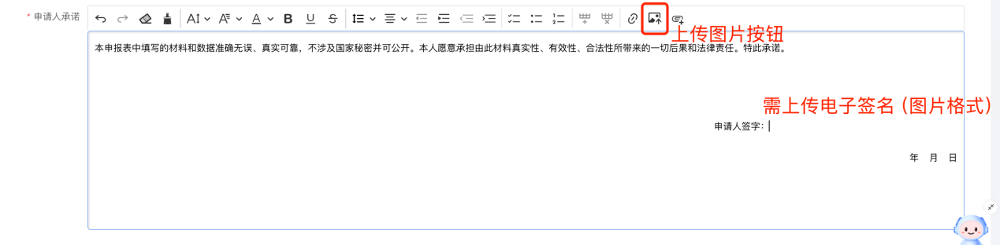 * 申请人承诺
上传图片按钮
本申报表中填写的材料和数据准确无误、真实可靠，不涉及国家秘密并可公开。本人愿意承担由此材料真实性、有效性、合法性所带来的一切后果和法律责任。特此承诺。
需上传电子签名（图片格式）
申请人签字：
年 月 日